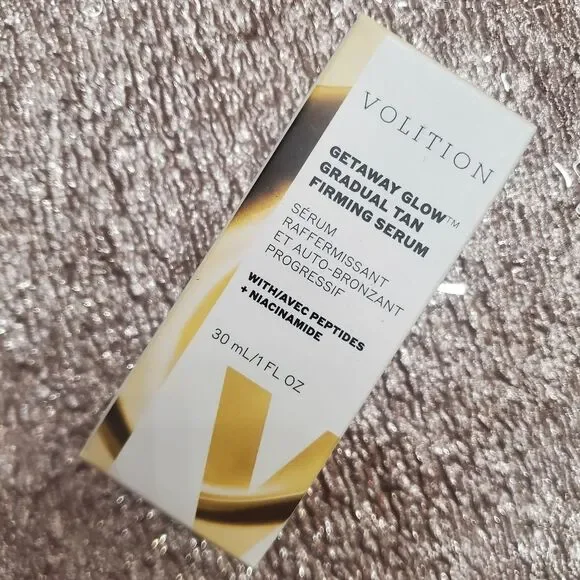 VOLITION
GETAWAY GLOW™
GRADUAL TAN
FIRMING SERUM
SÉRUM
RAFFERMISSANT
ET AUTO-BRONZANT
PROGRESSIF
WITH/AVEC PEPTIDES
+ NIACINAMIDE
30 mL/1 FL OZ